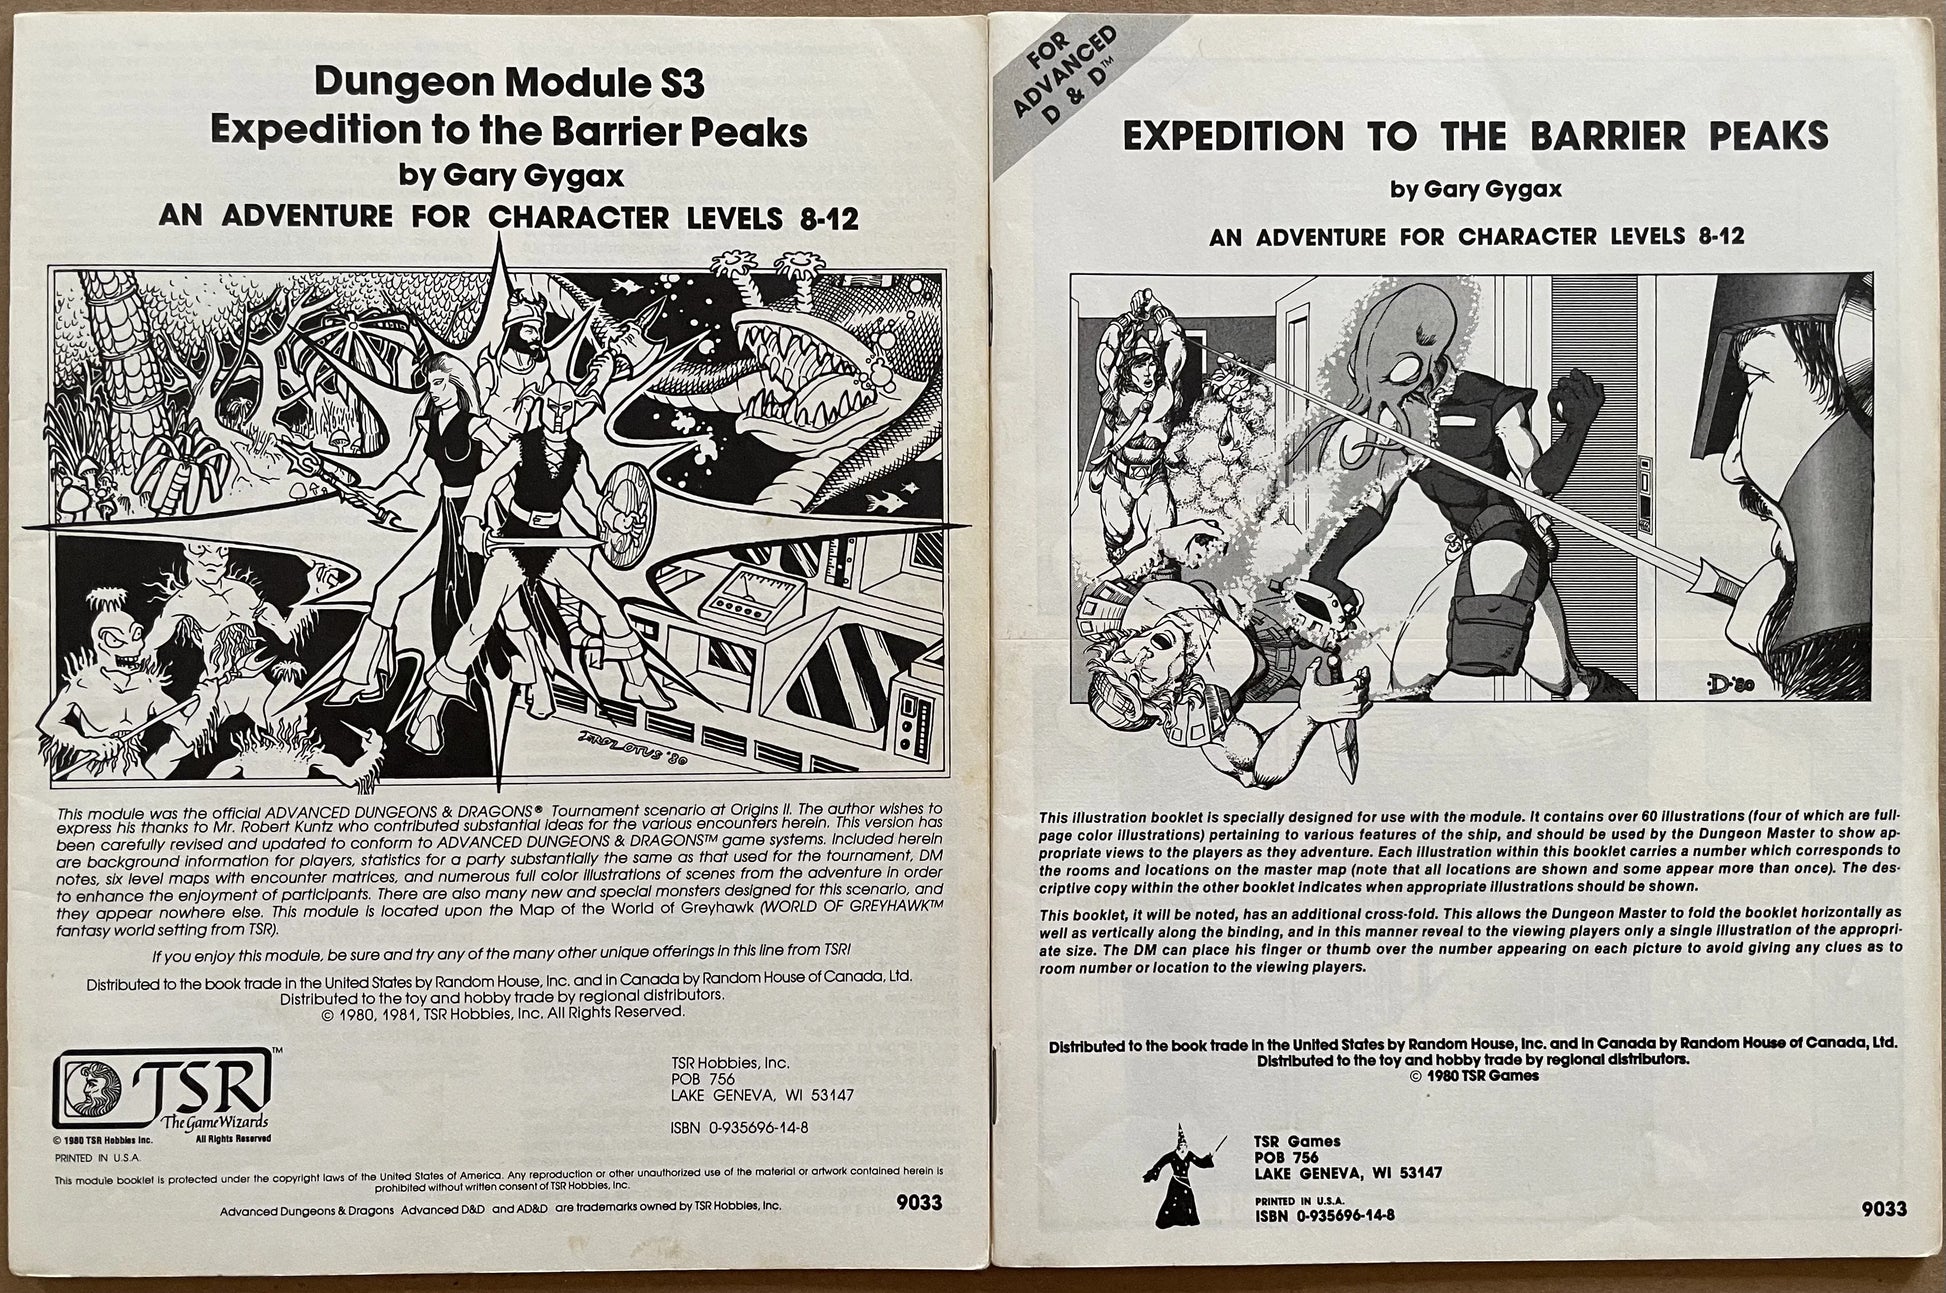 Dungeon Module S3
Expedition to the Barrier Peaks
by Gary Gygax
AN ADVENTURE FOR CHARACTER LEVELS 8-12
EROL OTUS '80
This module was the official ADVANCED DUNGEONS & DRAGONS® Tournament scenario at Origins II. The author wishes to
express his thanks to Mr. Robert Kuntz who contributed substantial ideas for the various encounters herein. This version has
been carefully revised and updated to conform to ADVANCED DUNGEONS & DRAGONS™ game systems. Included herein
are background information for players, statistics for a party substantially the same as that used for the tournament, DM
notes, six level maps with encounter matrices, and numerous full color illustrations of scenes from the adventure in order
to enhance the enjoyment of participants. There are also many new and special monsters designed for this scenario, and
they appear nowhere else. This module is located upon the Map of the World of Greyhawk (WORLD OF GREYHAWK™
fantasy world setting from TSR).
If you enjoy this module, be sure and try any of the many other unique offerings in this line from TSR!
Distributed to the book trade in the United States by Random House, Inc. and in Canada by Random House of Canada, Ltd.
Distributed to the toy and hobby trade by regional distributors.
© 1980, 1981, TSR Hobbies, Inc. All Rights Reserved.
TSR™
The Game Wizards
© 1980 TSR Hobbies Inc. All Rights Reserved
PRINTED IN U.S.A.
TSR Hobbies, Inc.
POB 756
LAKE GENEVA, WI 53147
ISBN 0-935696-14-8
This module booklet is protected under the copyright laws of the United States of America. Any reproduction or other unauthorized use of the material or artwork contained herein is
prohibited without written consent of TSR Hobbies, Inc.
Advanced Dungeons & Dragons Advanced D&D and AD&D are trademarks owned by TSR Hobbies, Inc.
9033
FOR
ADVANCED
D & D™
EXPEDITION TO THE BARRIER PEAKS
by Gary Gygax
AN ADVENTURE FOR CHARACTER LEVELS 8-12
·D·'80
This illustration booklet is specially designed for use with the module. It contains over 60 illustrations (four of which are full-
page color illustrations) pertaining to various features of the ship, and should be used by the Dungeon Master to show ap-
propriate views to the players as they adventure. Each illustration within this booklet carries a number which corresponds to
the rooms and locations on the master map (note that all locations are shown and some appear more than once). The des-
criptive copy within the other booklet indicates when appropriate illustrations should be shown.
This booklet, it will be noted, has an additional cross-fold. This allows the Dungeon Master to fold the booklet horizontally as
well as vertically along the binding, and in this manner reveal to the viewing players only a single illustration of the appropri-
ate size. The DM can place his finger or thumb over the number appearing on each picture to avoid giving any clues as to
room number or location to the viewing players.
Distributed to the book trade in the United States by Random House, Inc. and in Canada by Random House of Canada, Ltd.
Distributed to the toy and hobby trade by regional distributors.
© 1980 TSR Games
TSR Games
POB 756
LAKE GENEVA, WI 53147
PRINTED IN U.S.A.
ISBN 0-935696-14-8
9033